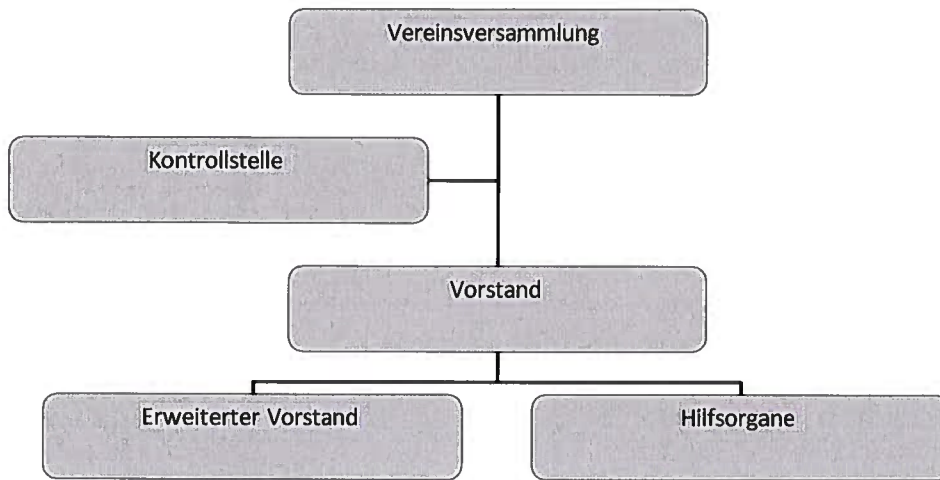 Vereinsversammlung
Kontrollstelle
Vorstand
Erweiterter Vorstand
Hilfsorgane